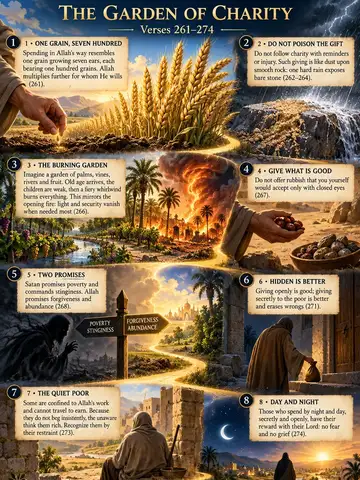 THE GARDEN OF CHARITY
Verses 261–274
1
1 • ONE GRAIN, SEVEN HUNDRED
Spending in Allah's way resembles
one grain growing seven ears, each
bearing one hundred grains. Allah
multiplies further for whom He wills
(261).
2
2 • DO NOT POISON THE GIFT
Do not follow charity with reminders
or injury. Such giving is like dust upon
smooth rock: one hard rain exposes
bare stone (262–264).
3
3 • THE BURNING GARDEN
Imagine a garden of palms, vines,
rivers and fruit. Old age arrives, the
children are weak, then a fiery whirlwind
burns everything. This mirrors the
opening fire: light and security vanish
when needed most (266).
4
4 • GIVE WHAT IS GOOD
Do not offer rubbish that you yourself
would accept only with closed eyes
(267).
5
5 • TWO PROMISES
Satan promises poverty and
commands stinginess. Allah
promises forgiveness and
abundance (268).
POVERTY
STINGINESS
FORGIVENESS
ABUNDANCE
6
6 • HIDDEN IS BETTER
Giving openly is good; giving
secretly to the poor is better
and erases wrongs (271).
7
7 • THE QUIET POOR
Some are confined to Allah's work
and cannot travel to earn. Because
they do not beg insistently, the unaware
think them rich. Recognize them by
their restraint (273).
8
8 • DAY AND NIGHT
Those who spend by night and day,
secretly and openly, have their
reward with their Lord: no fear
and no grief (274).